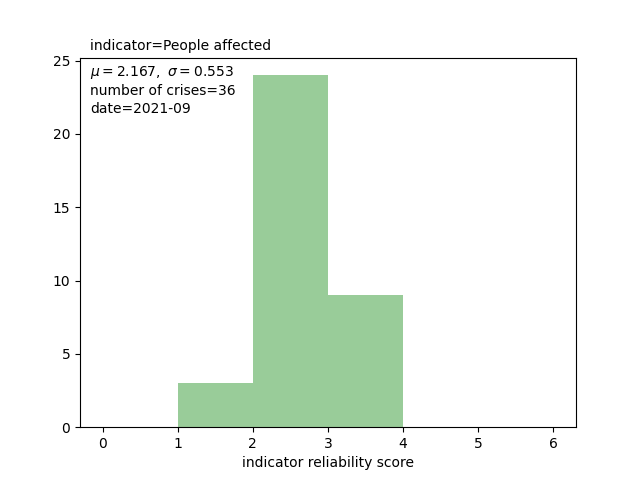 indicator=People affected
μ = 2.167, σ = 0.553
number of crises=36
date=2021-09
25
20
15
10
5
0
0 1 2 3 4 5 6
indicator reliability score